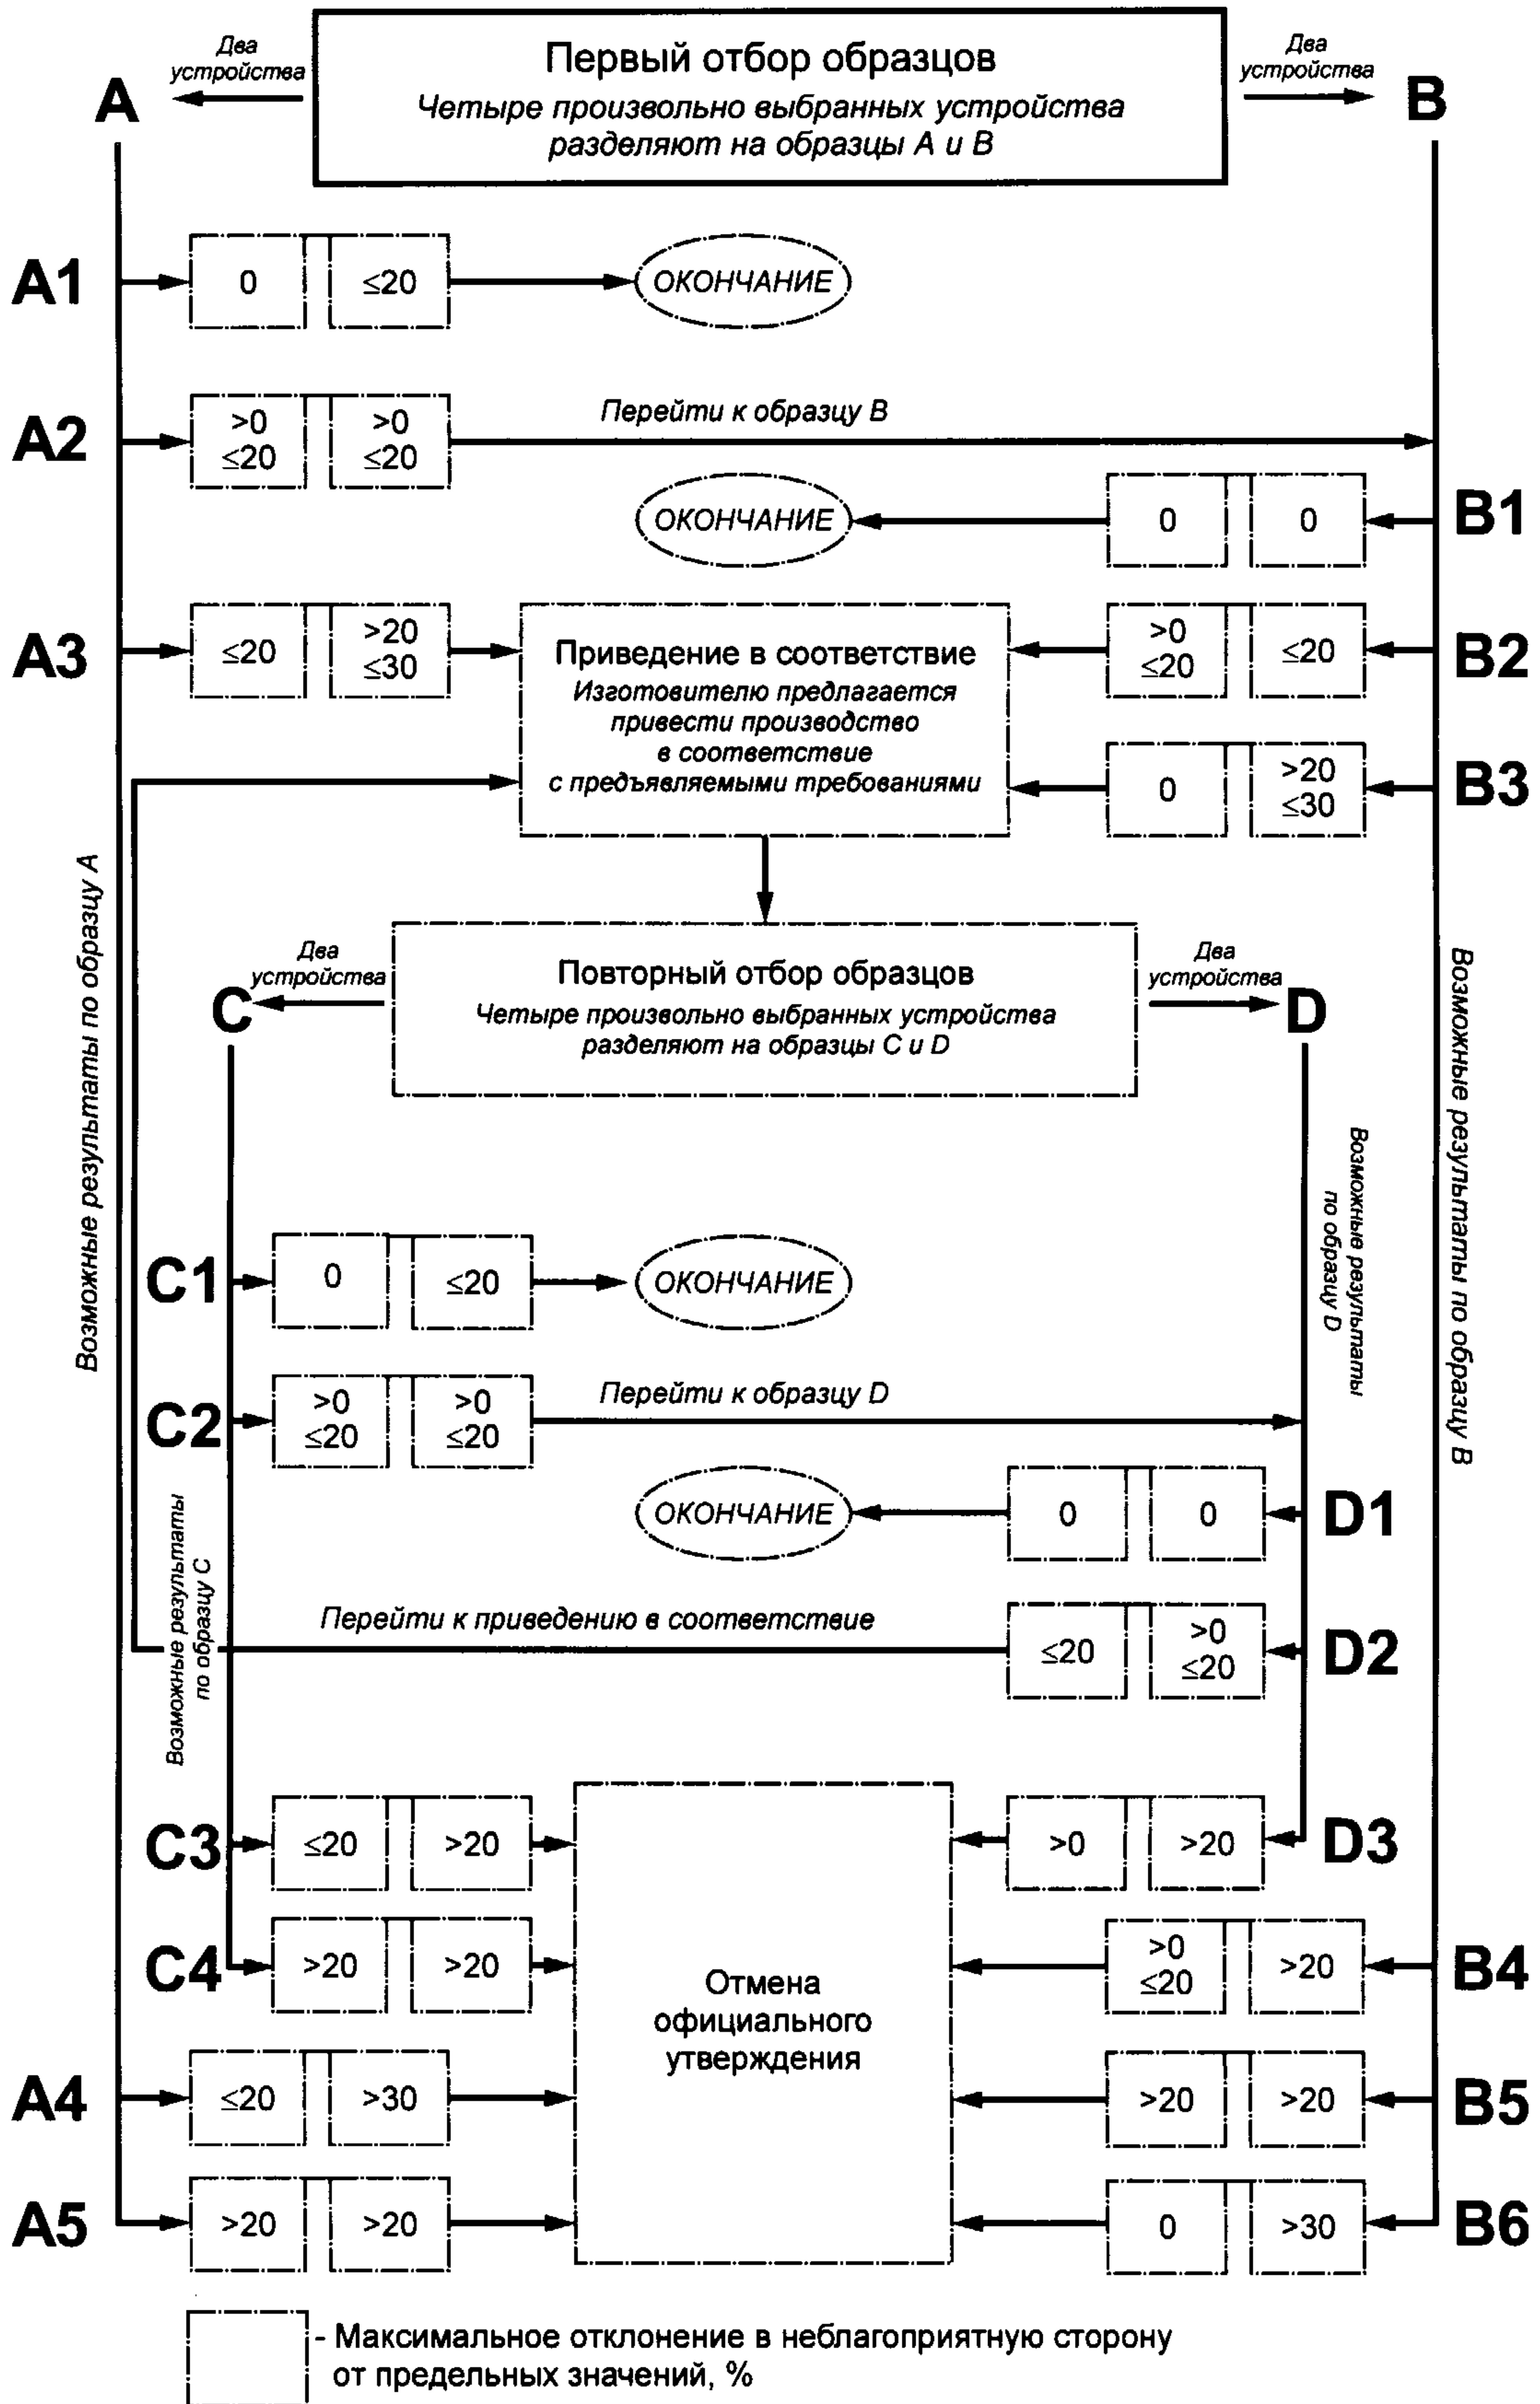 Два
устройства
A
Первый отбор образцов
Четыре произвольно выбранных устройства
разделяют на образцы A и B
Два
устройства
B
A1
0
≤20
ОКОНЧАНИЕ
A2
>0
≤20
>0
≤20
Перейти к образцу B
ОКОНЧАНИЕ
0
0
B1
A3
≤20
>20
≤30
Приведение в соответствие
Изготовителю предлагается
привести производство
в соответствие
с предъявляемыми требованиями
>0
≤20
≤20
B2
0
>20
≤30
B3
Возможные результаты по образцу A
Возможные результаты по образцу B
Два
устройства
C
Повторный отбор образцов
Четыре произвольно выбранных устройства
разделяют на образцы C и D
Два
устройства
D
Возможные результаты
по образцу D
C1
0
≤20
ОКОНЧАНИЕ
C2
>0
≤20
>0
≤20
Перейти к образцу D
ОКОНЧАНИЕ
0
0
D1
Возможные результаты
по образцу C
Перейти к приведению в соответствие
≤20
>0
≤20
D2
C3
≤20
>20
>0
>20
D3
C4
>20
>20
Отмена
официального
утверждения
>0
≤20
>20
B4
A4
≤20
>30
>20
>20
B5
A5
>20
>20
0
>30
B6
- Максимальное отклонение в неблагоприятную сторону
от предельных значений, %